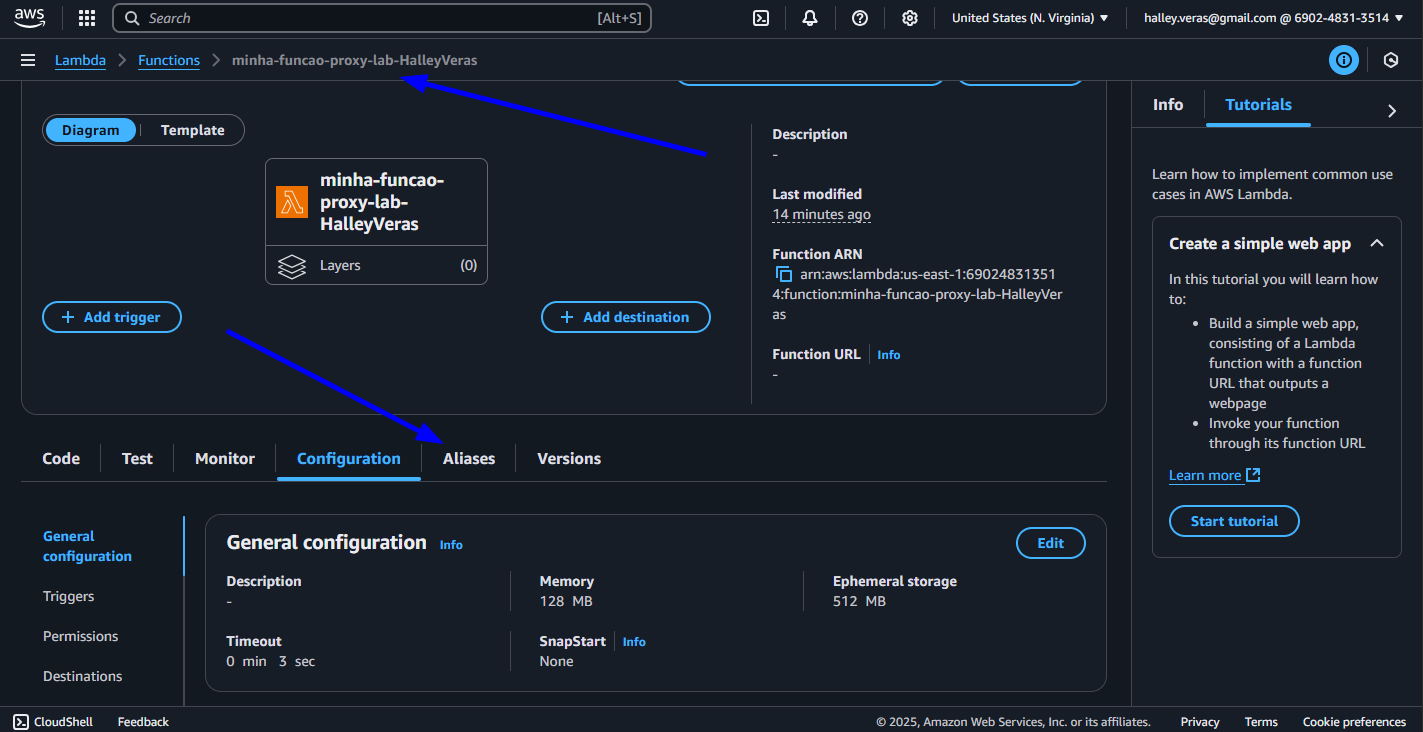 aws
Search
[Alt+S]
United States (N. Virginia)
halley.veras@gmail.com @ 6902-4831-3514
Lambda
Functions
minha-funcao-proxy-lab-HalleyVeras
Diagram
Template
minha-funcao-
proxy-lab-
HalleyVeras
Layers
(0)
Add trigger
Add destination
Description
-
Last modified
14 minutes ago
Function ARN
arn:aws:lambda:us-east-1:69024831351
4:function:minha-funcao-proxy-lab-HalleyVer
as
Function URL
Info
-
Info
Tutorials
Learn how to implement common use
cases in AWS Lambda.
Create a simple web app
In this tutorial you will learn how
to:
• Build a simple web app,
consisting of a Lambda
function with a function
URL that outputs a
webpage
• Invoke your function
through its function URL
Learn more
Start tutorial
Code
Test
Monitor
Configuration
Aliases
Versions
General
configuration
Triggers
Permissions
Destinations
General configuration
Info
Edit
Description
-
Memory
128 MB
Ephemeral storage
512 MB
Timeout
0 min 3 sec
SnapStart
Info
None
CloudShell
Feedback
© 2025, Amazon Web Services, Inc. or its affiliates.
Privacy
Terms
Cookie preferences